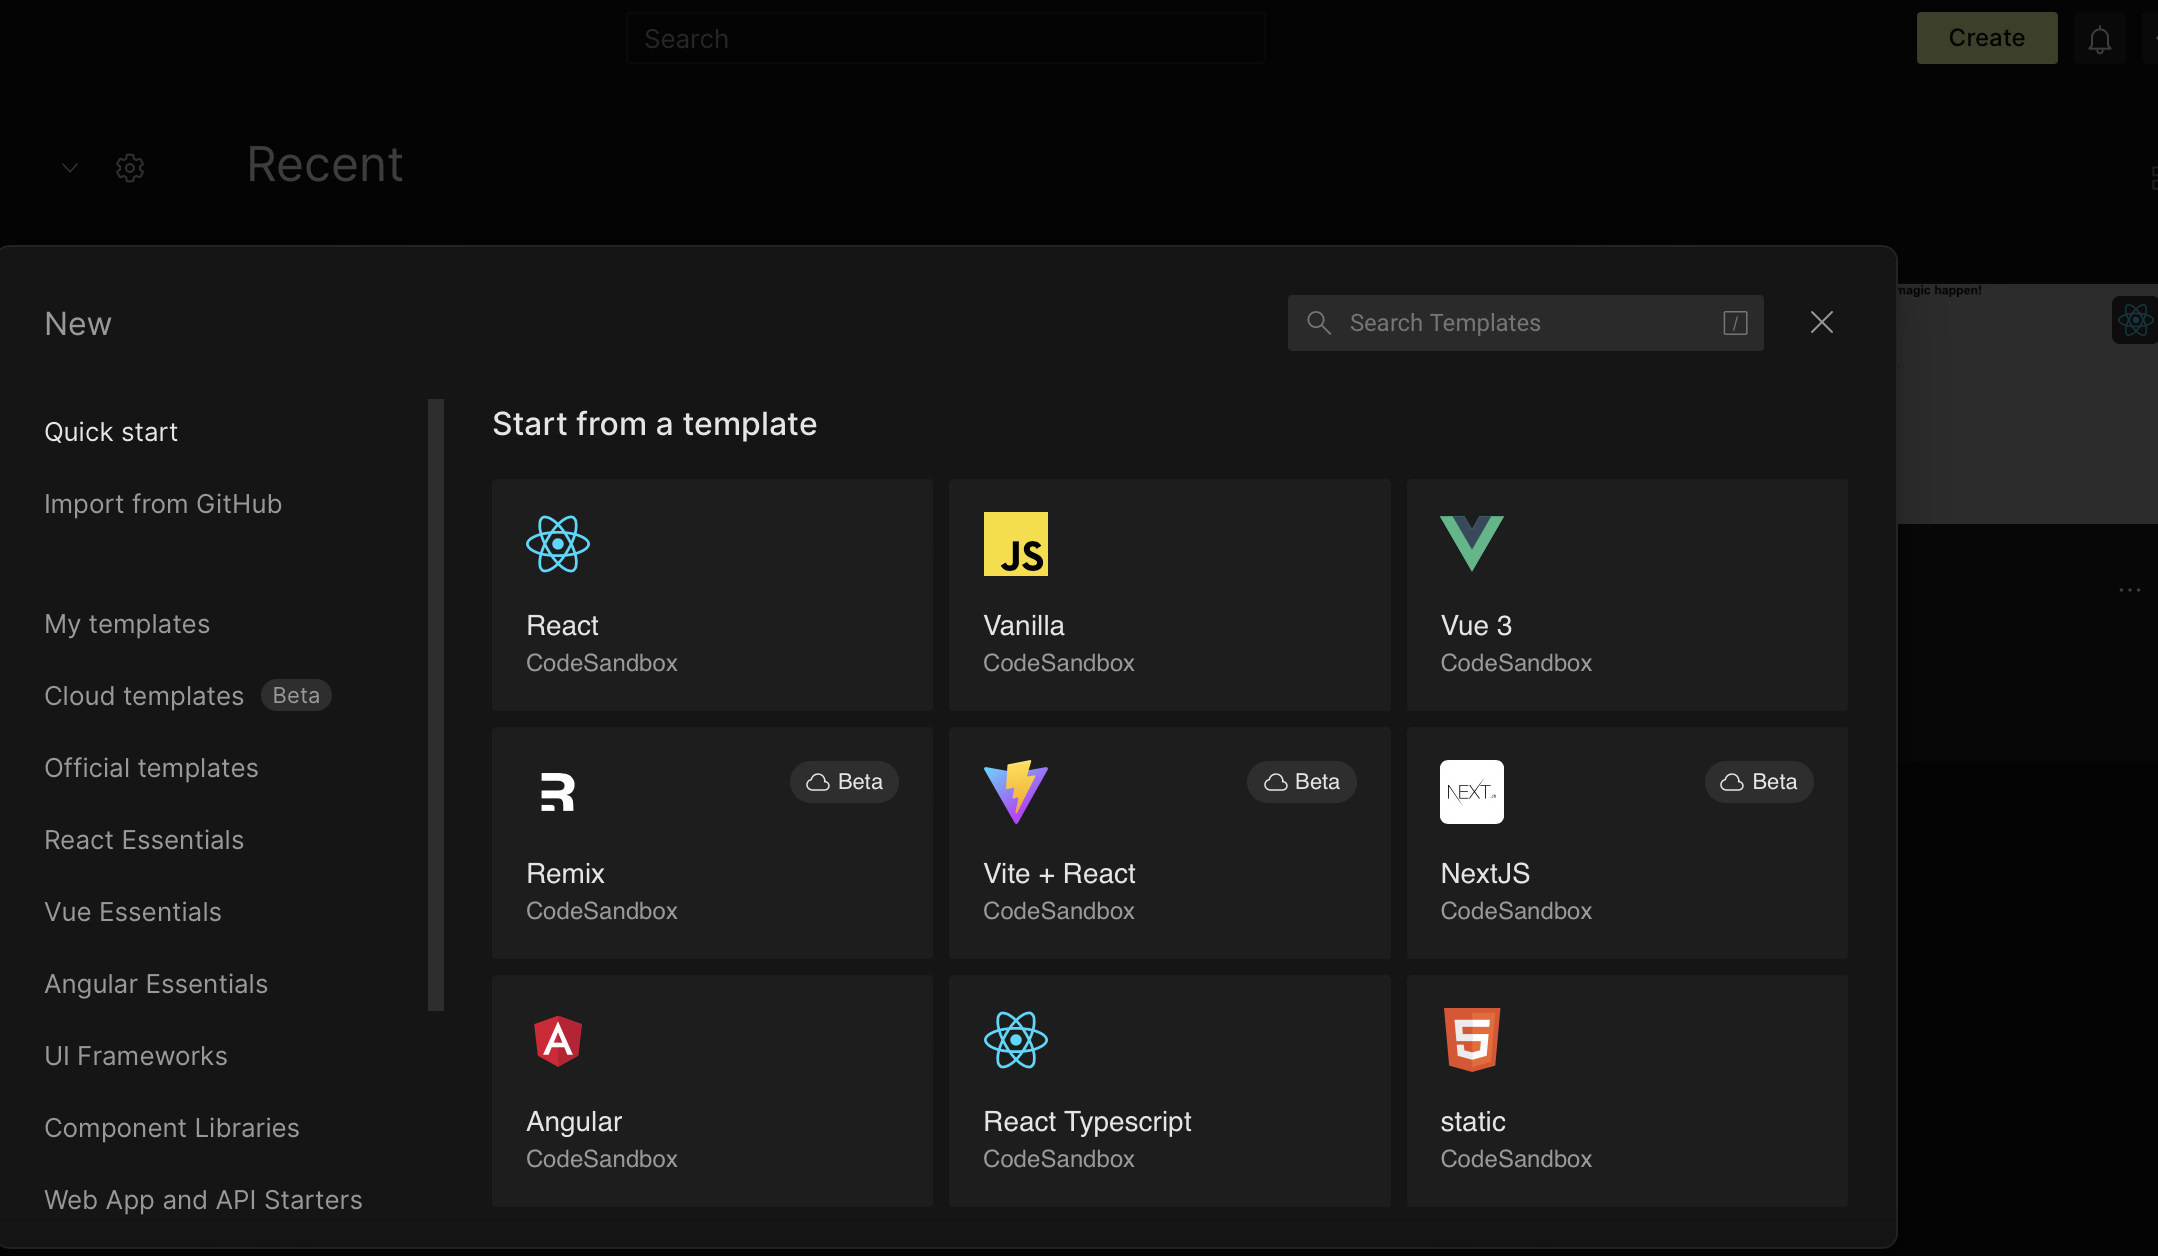 Search
Create
Recent
magic happen!
New
Search Templates
/
Quick start
Import from GitHub
My templates
Cloud templates Beta
Official templates
React Essentials
Vue Essentials
Angular Essentials
UI Frameworks
Component Libraries
Web App and API Starters
Start from a template
React
CodeSandbox
JS
Vanilla
CodeSandbox
Vue 3
CodeSandbox
Beta
Remix
CodeSandbox
Beta
Vite + React
CodeSandbox
NEXT.JS
Beta
NextJS
CodeSandbox
A
Angular
CodeSandbox
React Typescript
CodeSandbox
5
static
CodeSandbox